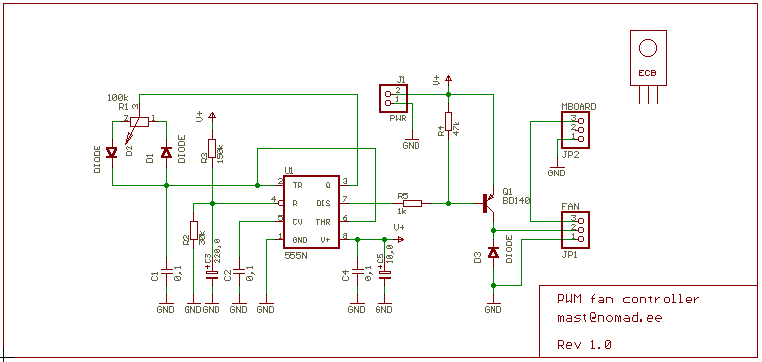 ECB
J1
2
1
PWR
GND
V+
R4
47k
MBOARD
3
2
1
JP2
GND
FAN
3
2
1
JP1
100k
R1
3
2
1
D2
DIODE
D1
DIODE
V+
R3
150k
U1
2 TR Q 3
4 R DIS 7
5 CV THR 6
1 GND V+ 8
555N
R5
1k
Q1
BD140
V+
R2
30k
C1
0,1
C3
220,0
C2
0,1
C4
0,1
C5
10,0
D3
DIODE
GND
GND GND GND
GND
GND GND
GND
PWM fan controller
mast@nomad.ee
Rev 1.0